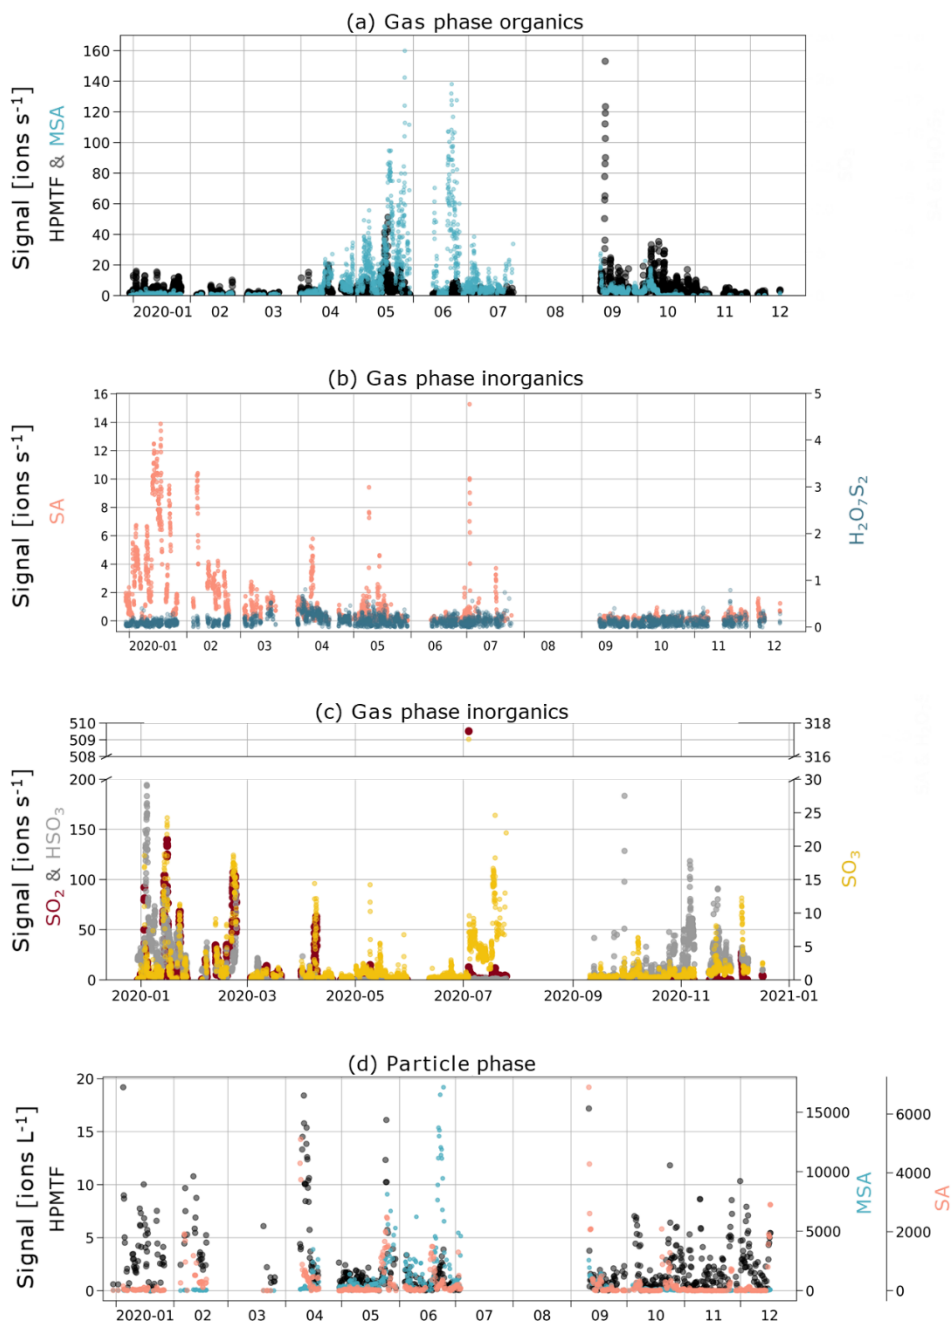 (a) Gas phase organics
Signal [ions s⁻¹]
HPMTF & MSA
160
140
120
100
80
60
40
20
0
2020-01 02 03 04 05 06 07 08 09 10 11 12
(b) Gas phase inorganics
Signal [ions s⁻¹]
SA
16
14
12
10
8
6
4
2
0
5
4
3
2
1
0
H₂O₇S₂
2020-01 02 03 04 05 06 07 08 09 10 11 12
(c) Gas phase inorganics
Signal [ions s⁻¹]
SO₂ & HSO₃
510
509
508
200
150
100
50
0
318
316
30
25
20
15
10
5
0
SO₃
2020-01 2020-03 2020-05 2020-07 2020-09 2020-11 2021-01
(d) Particle phase
Signal [ions L⁻¹]
HPMTF
20
15
10
5
0
15000
10000
5000
0
MSA
6000
4000
2000
0
SA
2020-01 02 03 04 05 06 07 08 09 10 11 12